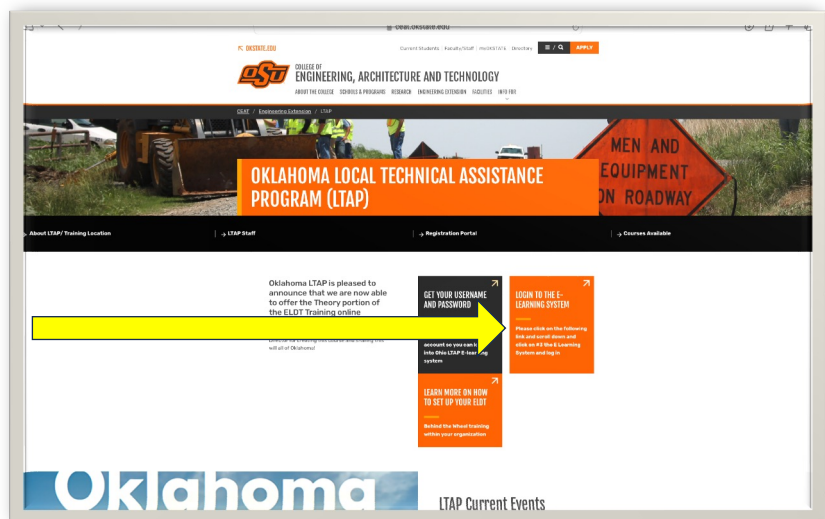 ceat.okstate.edu
OKSTATE.EDU
Current Students
Faculty/Staff
myOKSTATE
Directory
APPLY
OSU
COLLEGE OF
ENGINEERING, ARCHITECTURE AND TECHNOLOGY
ABOUT THE COLLEGE
SCHOOLS & PROGRAMS
RESEARCH
ENGINEERING EXTENSION
FACILITIES
INFO FOR
CEAT / Engineering Extension / LTAP
MEN AND
EQUIPMENT
ON ROADWAY
OKLAHOMA LOCAL TECHNICAL ASSISTANCE
PROGRAM (LTAP)
→ About LTAP/ Training Location
→ LTAP Staff
→ Registration Portal
→ Courses Available
Oklahoma LTAP is pleased to
announce that we are now able
to offer the Theory portion of
the ELDT Training online
will all of Oklahoma!
GET YOUR USERNAME
AND PASSWORD
account so you can
into Ohio LTAP E-learning
system
LOGIN TO THE E-
LEARNING SYSTEM
Please click on the following
link and scroll down and
click on #2 the E Learning
System and log in
LEARN MORE ON HOW
TO SET UP YOUR ELDT
Behind the Wheel training
within your organization
Oklahoma
LTAP Current Events